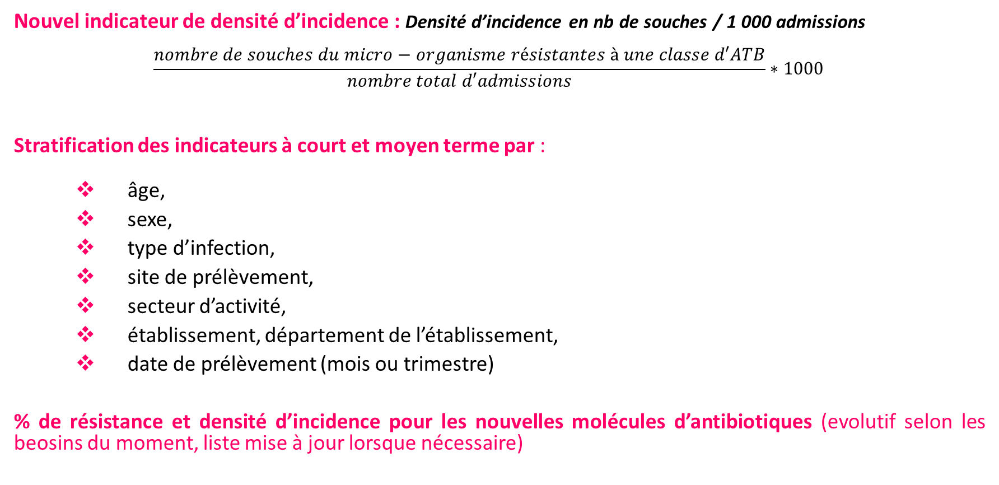 Nouvel indicateur de densité d’incidence : Densité d’incidence en nb de souches / 1 000 admissions
nombre de souches du micro − organisme résistantes à une classe d′ATB
* 1000
nombre total d′admissions
Stratification des indicateurs à court et moyen terme par :
❖ âge,
❖ sexe,
❖ type d’infection,
❖ site de prélèvement,
❖ secteur d’activité,
❖ établissement, département de l’établissement,
❖ date de prélèvement (mois ou trimestre)
% de résistance et densité d’incidence pour les nouvelles molécules d’antibiotiques (evolutif selon les
beosins du moment, liste mise à jour lorsque nécessaire)